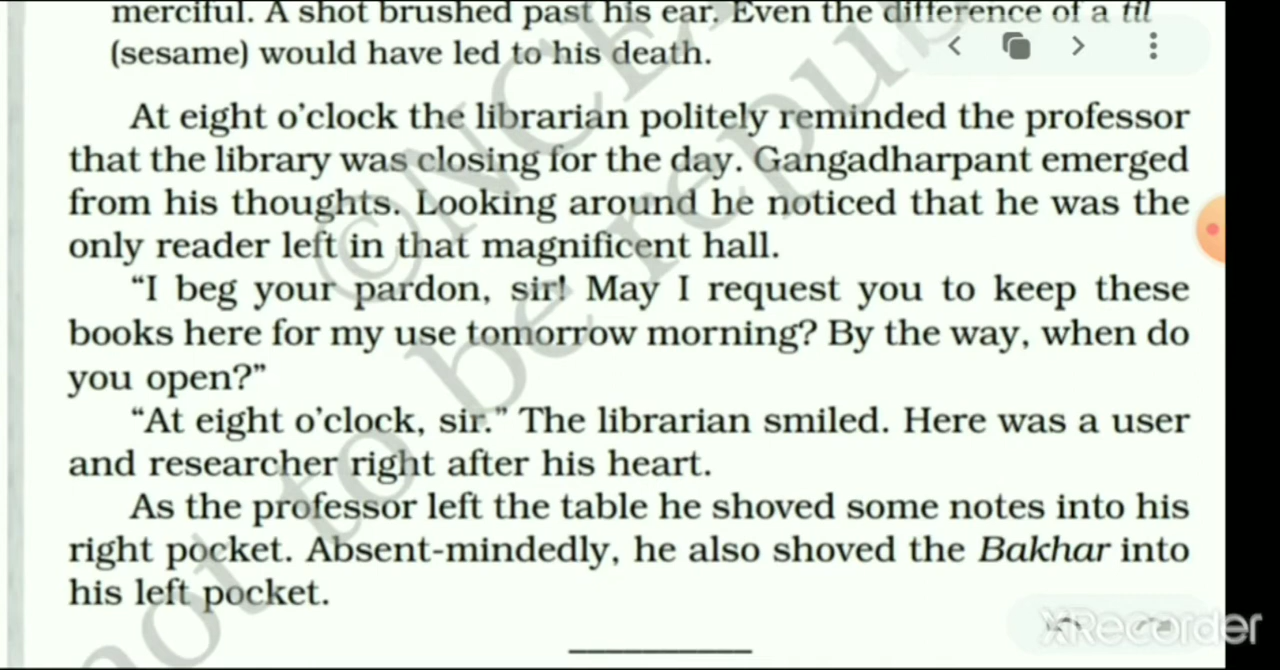 merciful. A shot brushed past his ear. Even the difference of a til
(sesame) would have led to his death.
At eight o'clock the librarian politely reminded the professor
that the library was closing for the day. Gangadharpant emerged
from his thoughts. Looking around he noticed that he was the
only reader left in that magnificent hall.
“I beg your pardon, sir! May I request you to keep these
books here for my use tomorrow morning? By the way, when do
you open?”
“At eight o'clock, sir.” The librarian smiled. Here was a user
and researcher right after his heart.
As the professor left the table he shoved some notes into his
right pocket. Absent-mindedly, he also shoved the Bakhar into
his left pocket.
©NCE
not to be repu
XRecorder